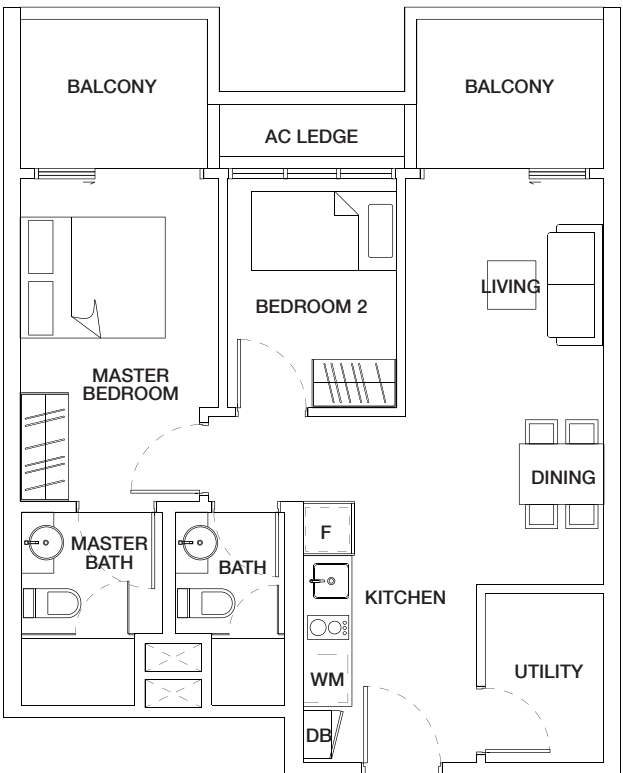 BALCONY
BALCONY
AC LEDGE
LIVING
BEDROOM 2
MASTER
BEDROOM
DINING
F
MASTER
BATH
BATH
KITCHEN
UTILITY
WM
DB